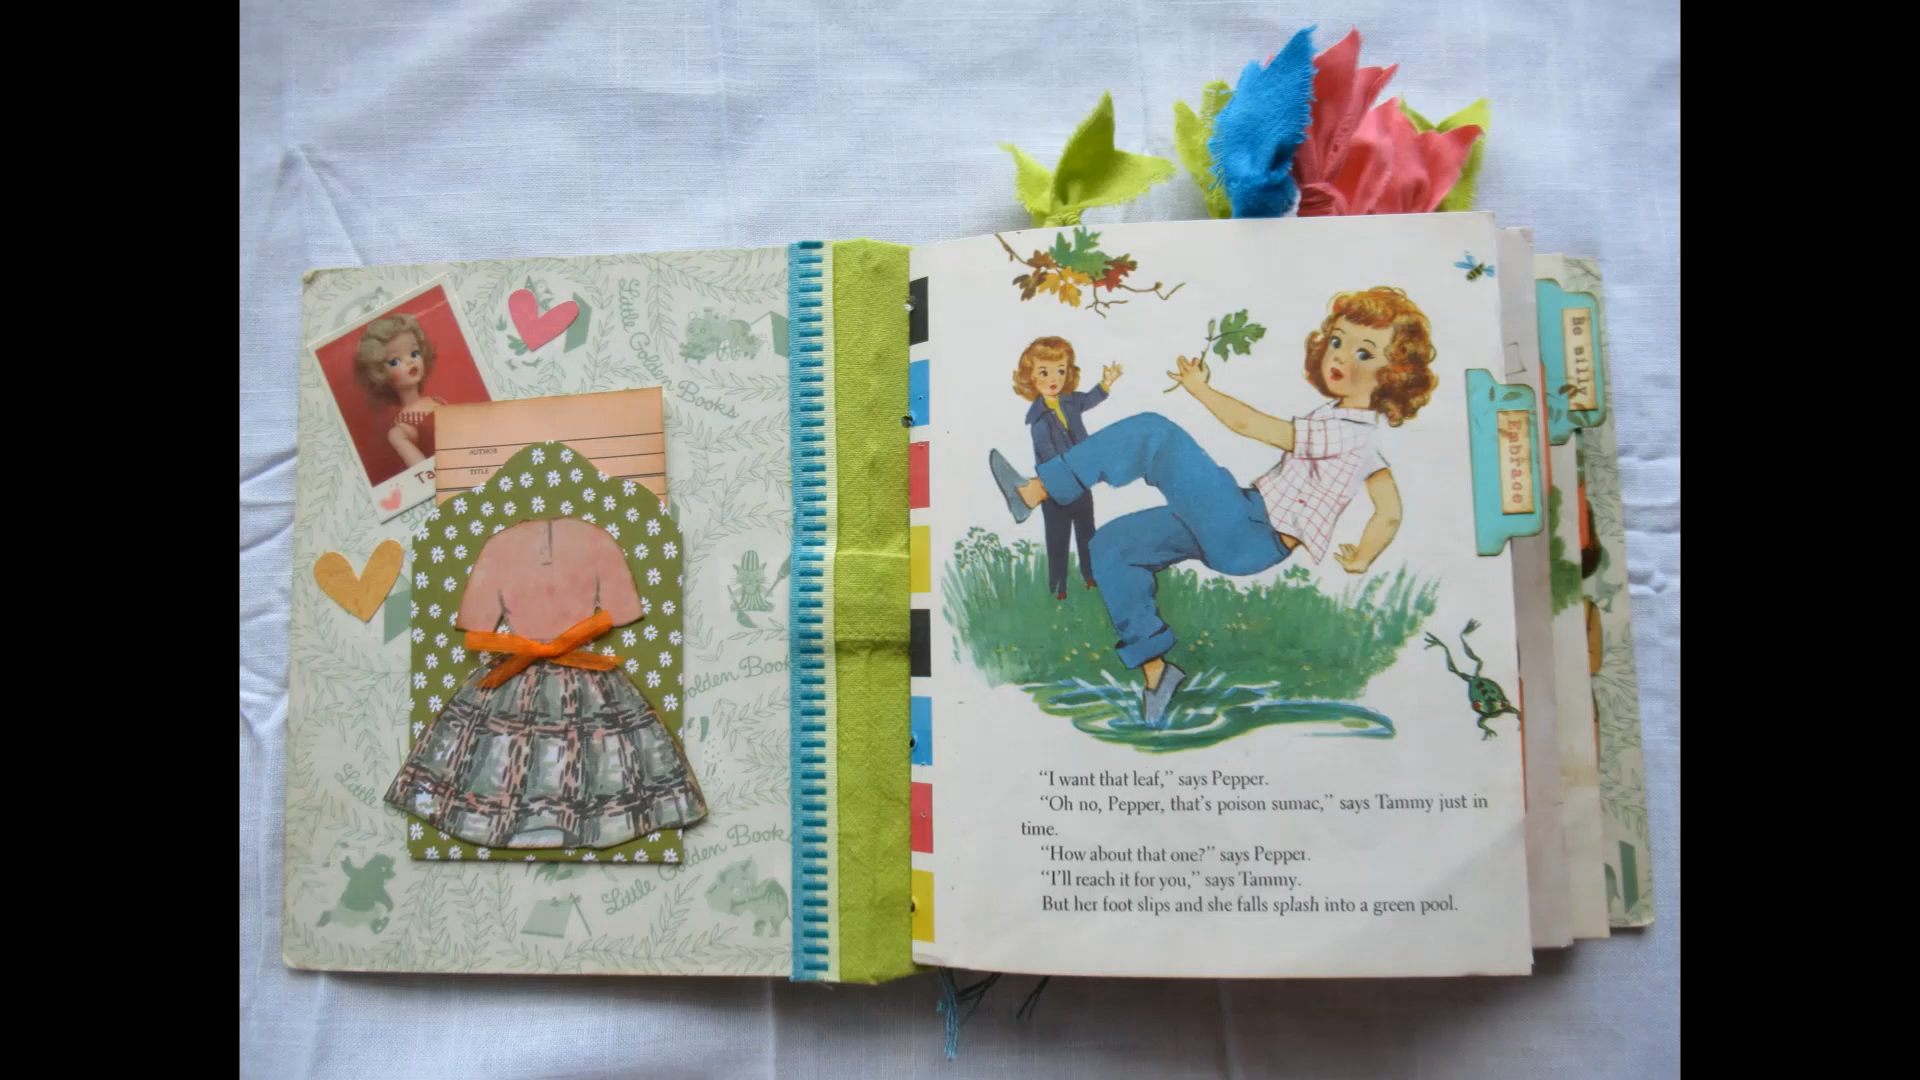 Little Golden Books
Ta
AUTHOR
TITLE
Golden Books
Little
Little Golden Books
Be silly
Embrace
“I want that leaf,” says Pepper.
“Oh no, Pepper, that’s poison sumac,” says Tammy just in
time.
“How about that one?” says Pepper.
“I’ll reach it for you,” says Tammy.
But her foot slips and she falls splash into a green pool.